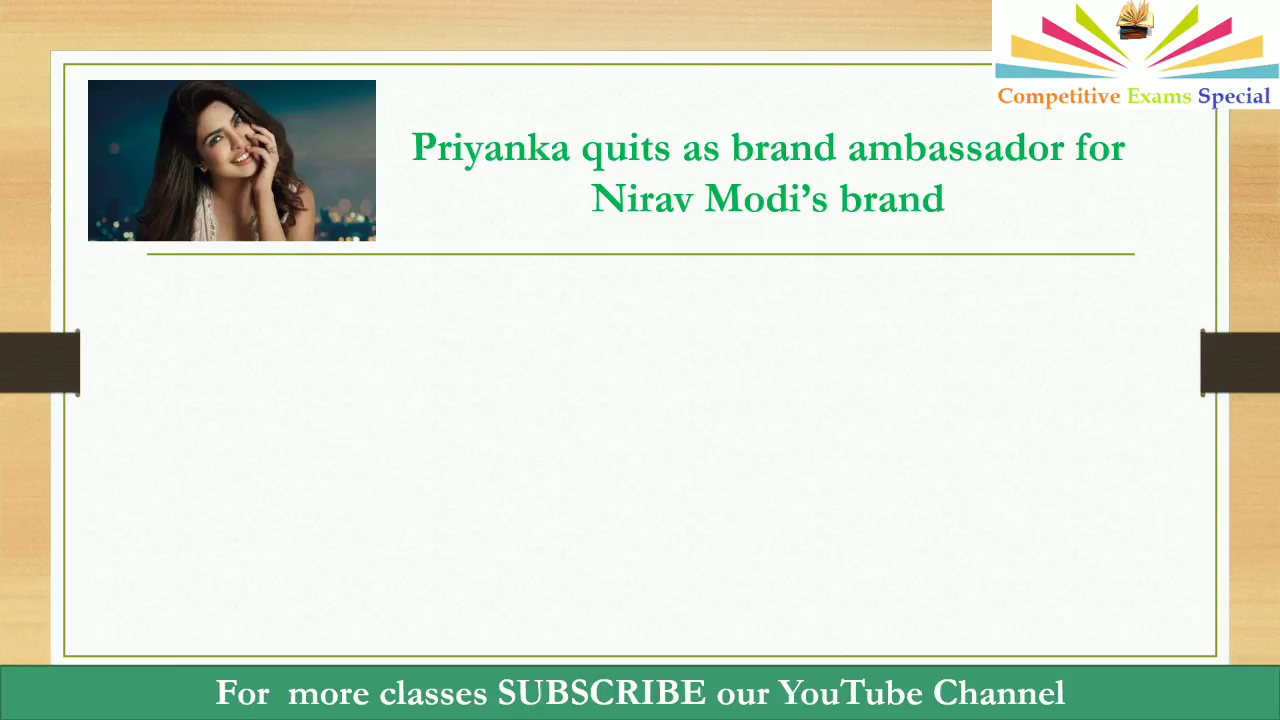 Competitive Exams Special
Priyanka quits as brand ambassador for
Nirav Modi’s brand
For  more classes SUBSCRIBE our YouTube Channel